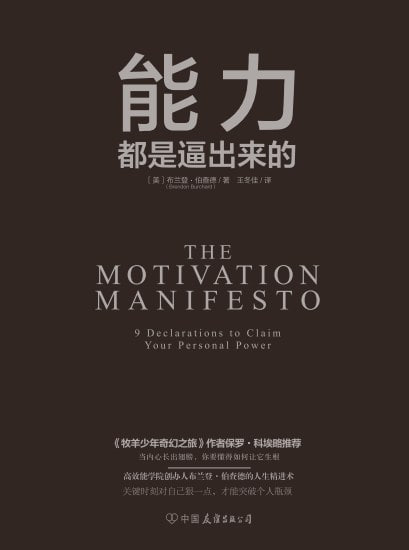 能力
都是逼出来的
［美］布兰登·伯查德／著 王冬佳／译
（Brendon Burchard）
THE
MOTIVATION
MANIFESTO
9 Declarations to Claim
Your Personal Power
《牧羊少年奇幻之旅》作者保罗·科埃略推荐
当内心长出翅膀，你要懂得如何让它生根
高效能学院创办人布兰登·伯查德的人生精进术
关键时刻对自己狠一点，才能突破个人瓶颈
中国友谊出版公司